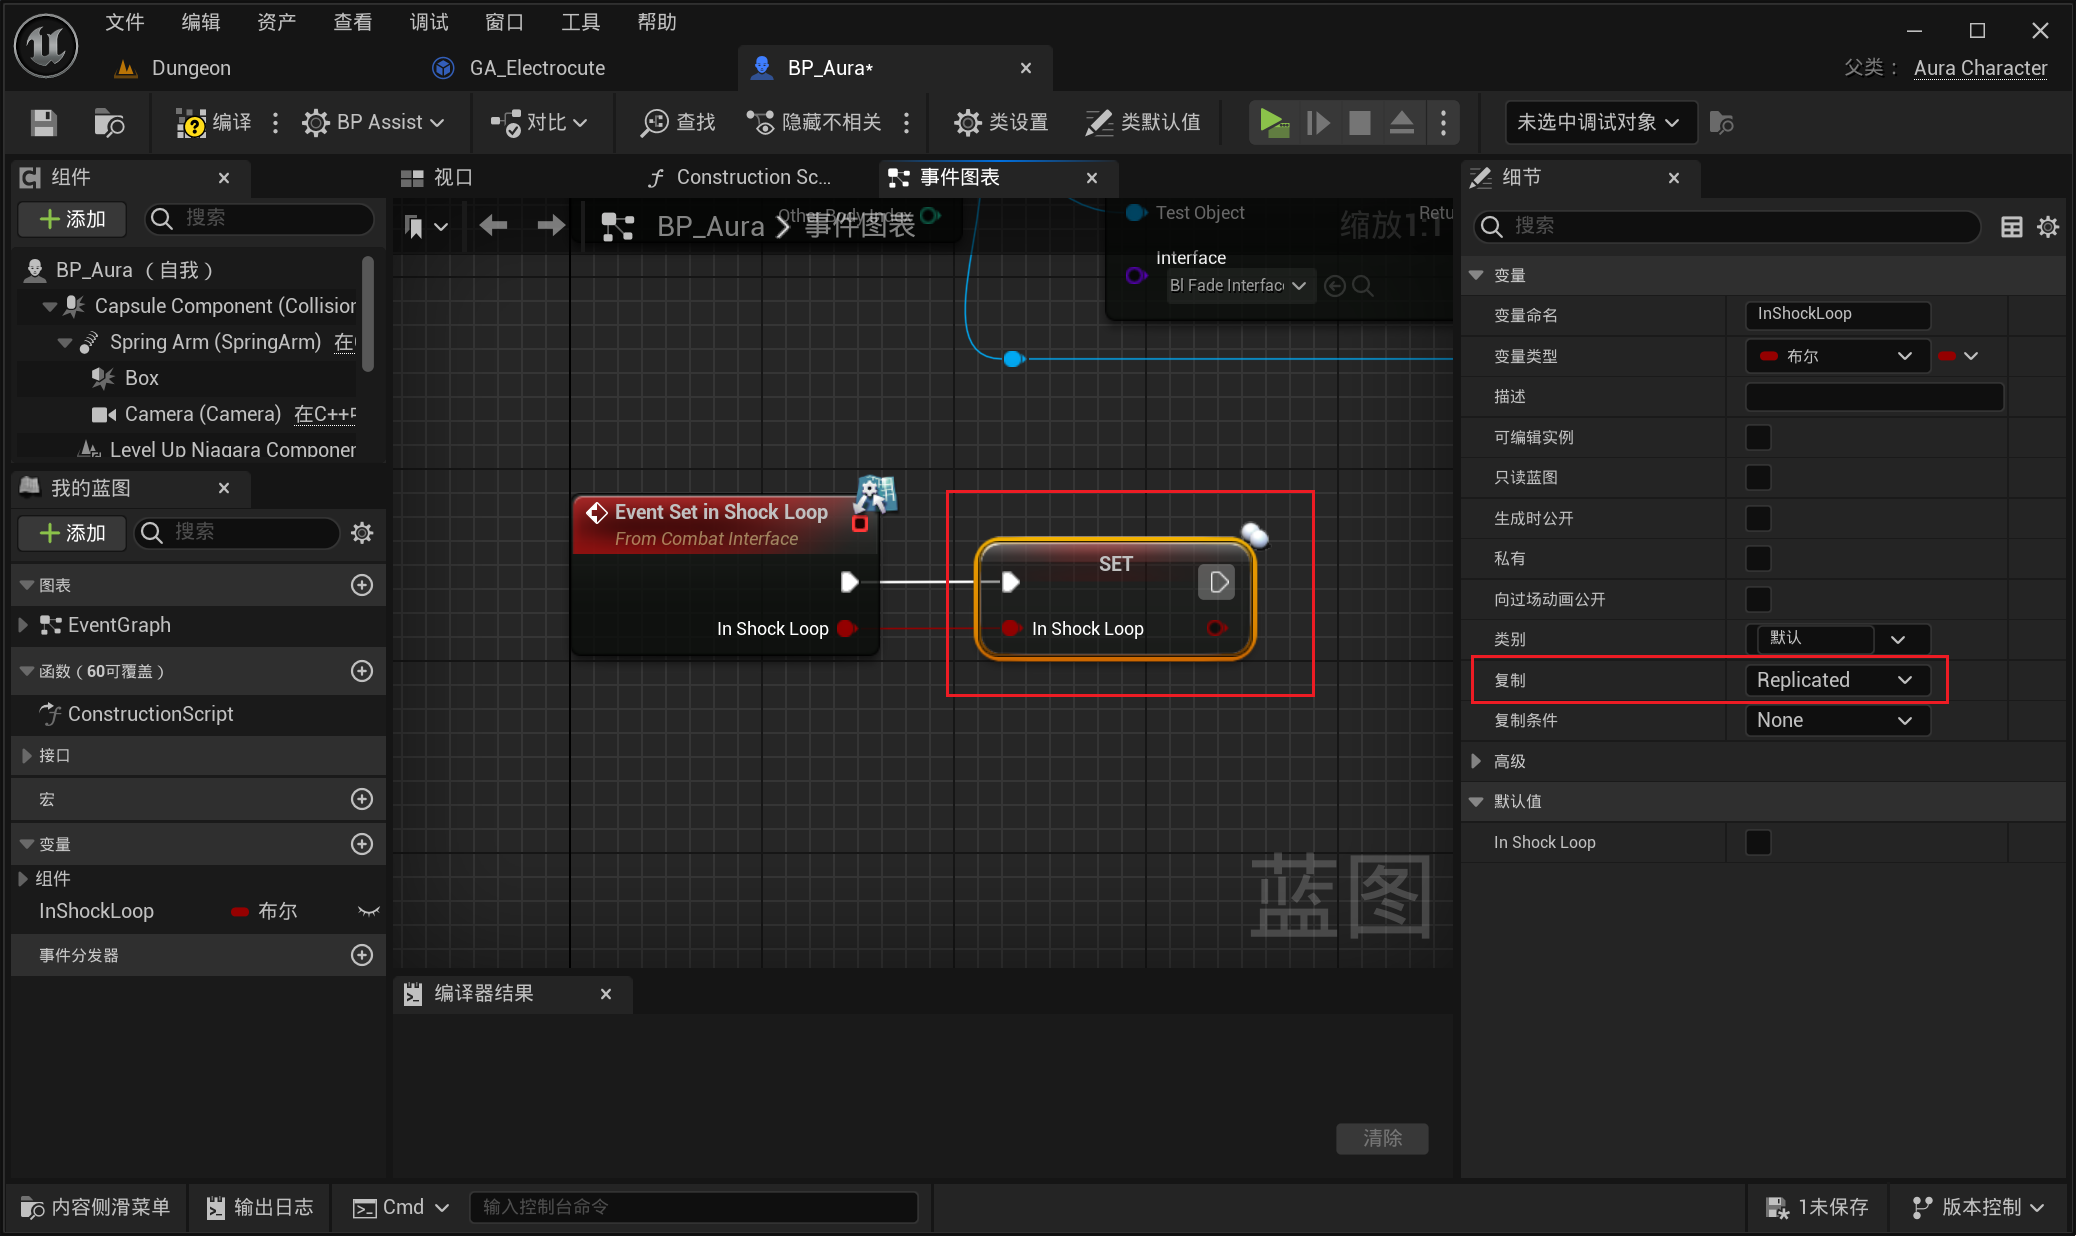 文件 编辑 资产 查看 调试 窗口 工具 帮助
Dungeon GA_Electrocute BP_Aura* 父类： Aura Character
编译 BP Assist 对比 查找 隐藏不相关 类设置 类默认值 未选中调试对象
组件
添加 搜索
BP_Aura （自我）
Capsule Component (Collision
Spring Arm (SpringArm) 在
Box
Camera (Camera) 在C++中
Level Up Niagara Componen
我的蓝图
添加 搜索
图表
EventGraph
函数（60可覆盖）
ConstructionScript
接口
宏
变量
组件
InShockLoop 布尔
事件分发器
视口 Construction Sc... 事件图表
BP_Aura 事件图表
Other Body Index
缩放1:1
Test Object Retu
Interface
BI Fade Interfac
Event Set in Shock Loop
From Combat Interface
In Shock Loop
SET
In Shock Loop
蓝图
编译器结果
清除
细节
搜索
变量
变量命名 InShockLoop
变量类型 布尔
描述
可编辑实例
只读蓝图
生成时公开
私有
向过场动画公开
类别 默认
复制 Replicated
复制条件 None
高级
默认值
In Shock Loop
内容侧滑菜单 输出日志 Cmd 输入控制台命令 1未保存 版本控制